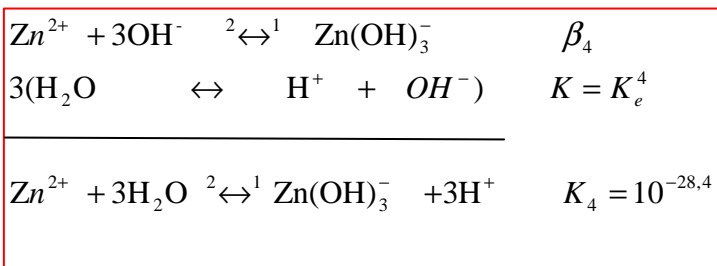 Zn²⁺ + 3OH⁻ ²↔¹ Zn(OH)₃⁻ β₄
3(H₂O ↔ H⁺ + OH⁻) K = Kₑ⁴
Zn²⁺ + 3H₂O ²↔¹ Zn(OH)₃⁻ +3H⁺ K₄ = 10⁻²⁸,⁴